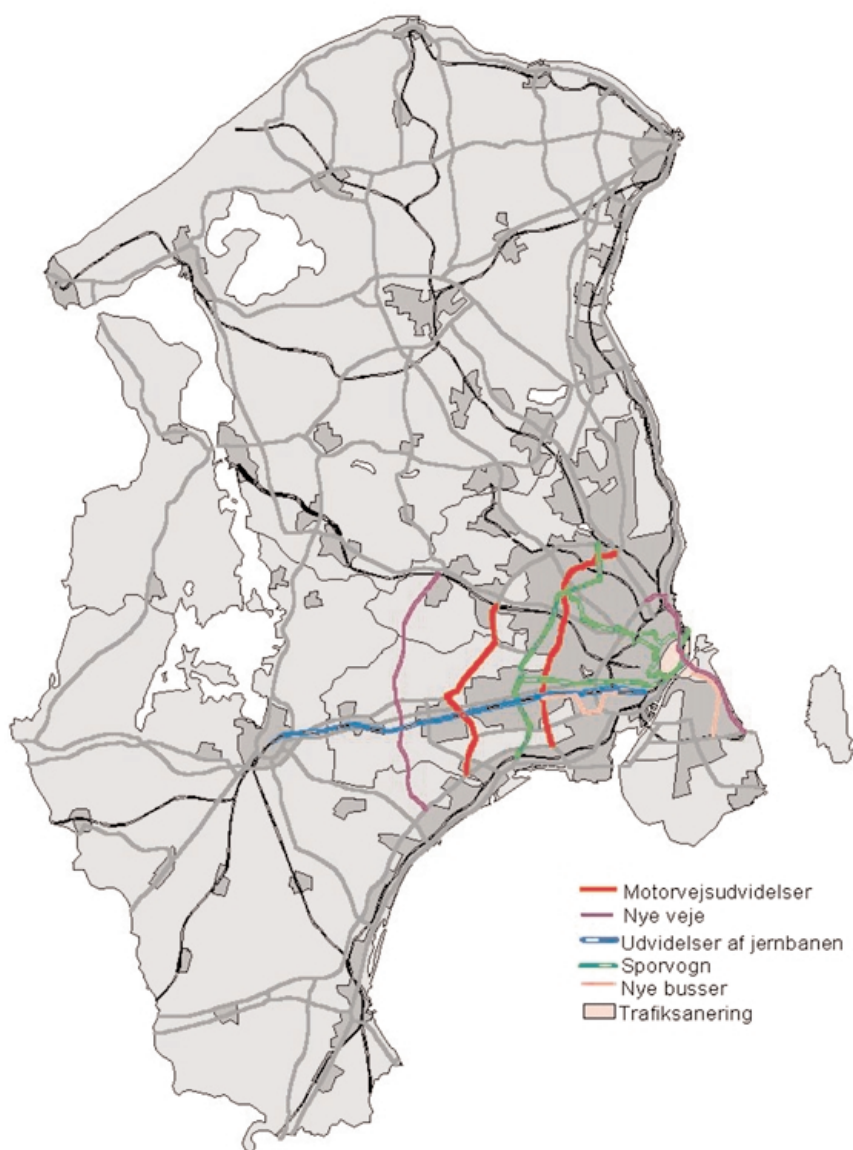 Motorvejsudvidelser
Nye veje
Udvidelser af jernbanen
Sporvogn
Nye busser
Trafiksanering